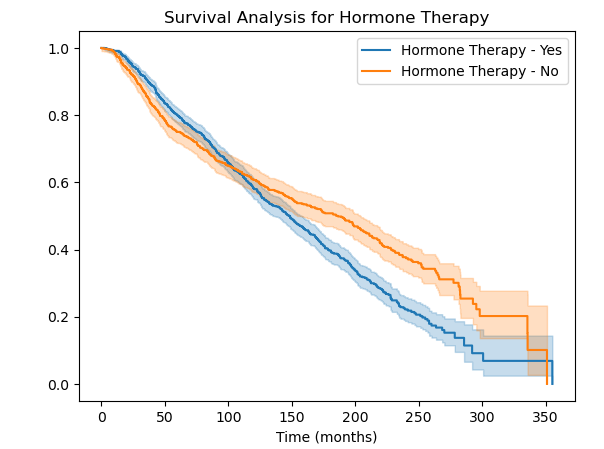 Survival Analysis for Hormone Therapy
Hormone Therapy - Yes
Hormone Therapy - No
1.0
0.8
0.6
0.4
0.2
0.0
0 50 100 150 200 250 300 350
Time (months)